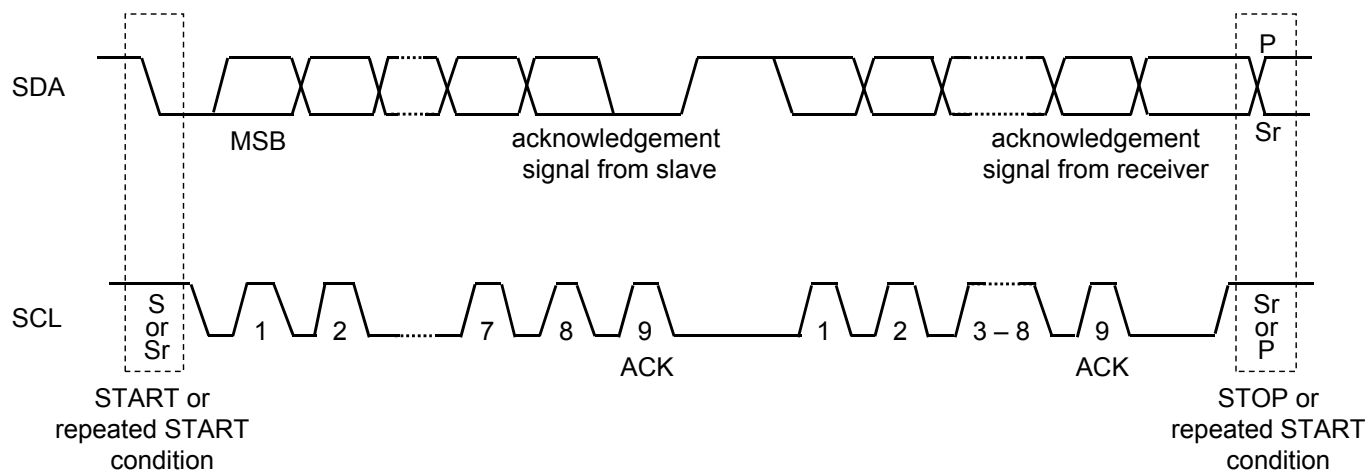 P
SDA
MSB
acknowledgement
signal from slave
acknowledgement
signal from receiver
Sr
SCL
S
or
Sr
1
2
7
8
9
1
2
3 – 8
9
Sr
or
P
ACK
ACK
START or
repeated START
condition
STOP or
repeated START
condition